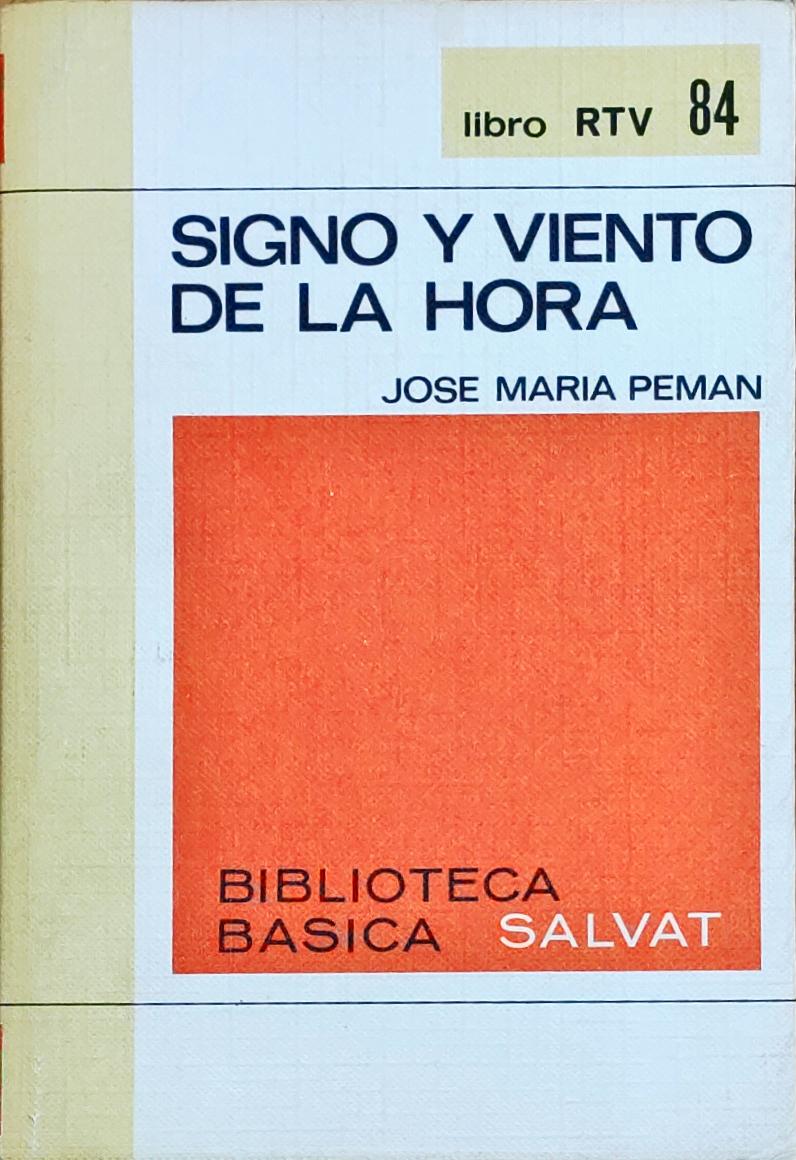 libro RTV 84
SIGNO Y VIENTO
DE LA HORA
JOSE MARIA PEMAN
BIBLIOTECA
BASICA SALVAT